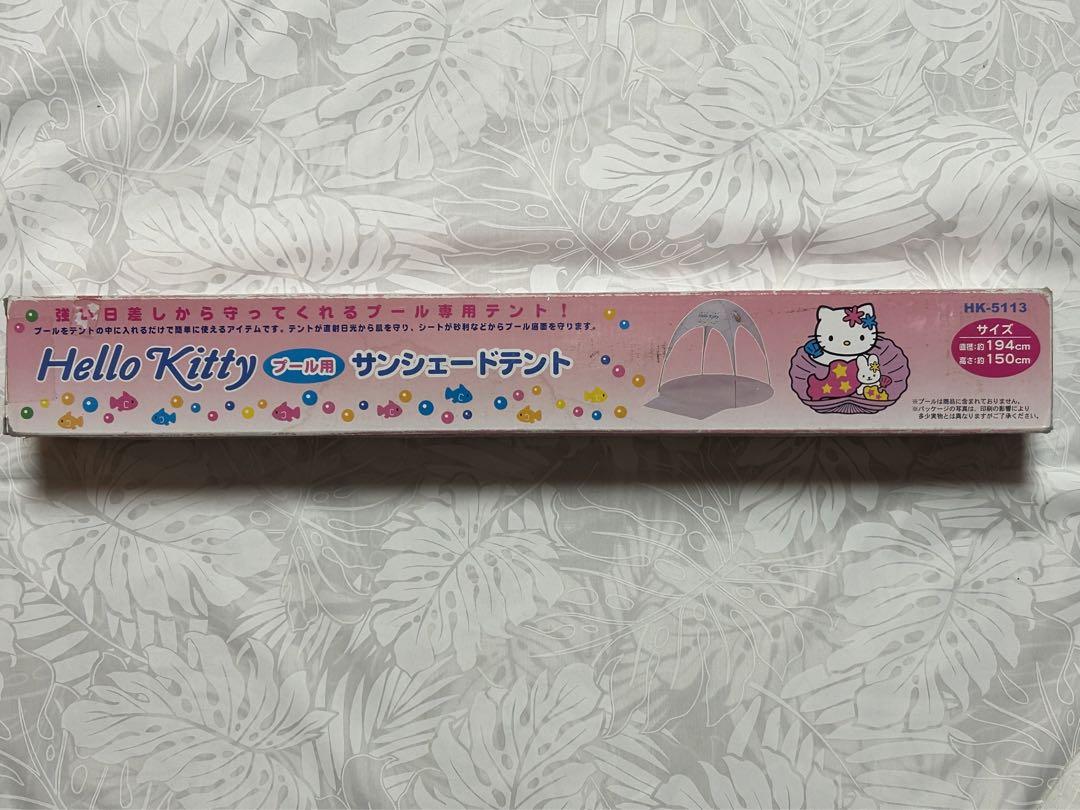 強い日差しから守ってくれるプール専用テント！
プールをテントの中に入れるだけで簡単に使えるアイテムです。テントが直射日光から肌を守り、シートが砂利などからプール底面を守ります。
Hello Kitty プール用 サンシェードテント
Hello Kitty
HK-5113
サイズ
直径:約194cm
高さ:約150cm
※プールは商品に含まれておりません。
※パッケージの写真は、印刷の影響により
多少実物とは異なりますがご了承ください。